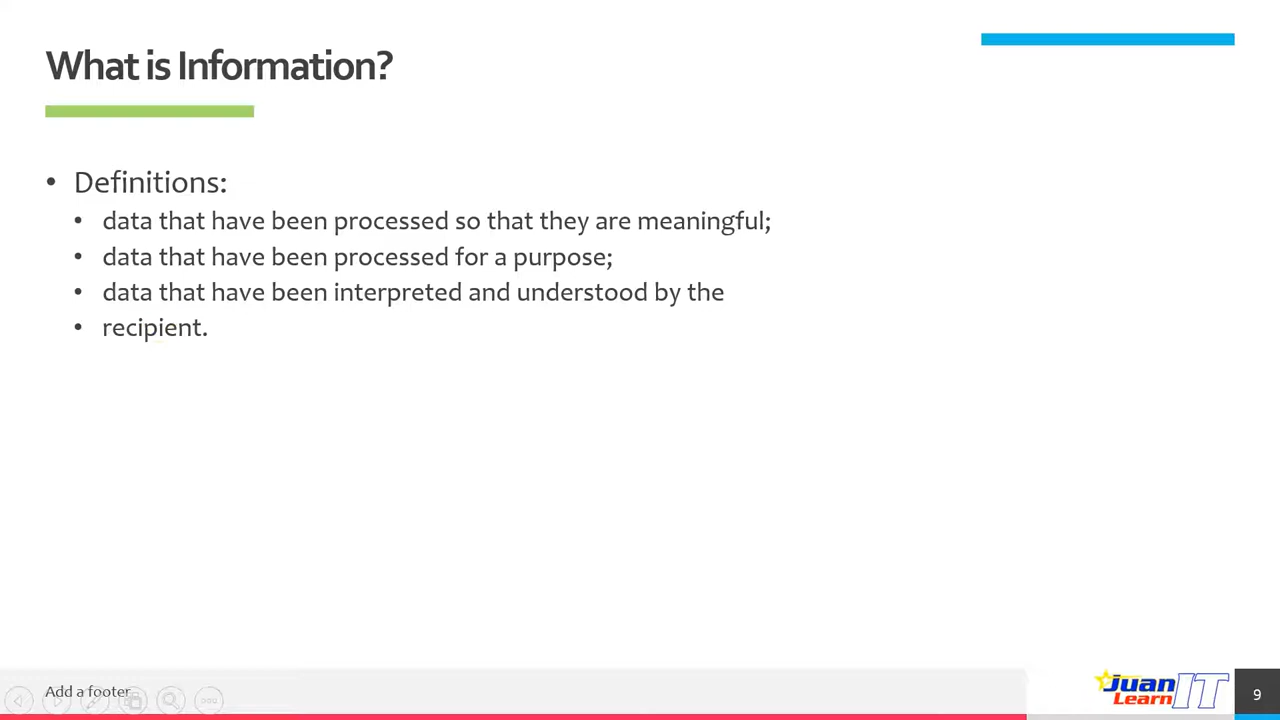 What is Information?
• Definitions:
• data that have been processed so that they are meaningful;
• data that have been processed for a purpose;
• data that have been interpreted and understood by the
• recipient.
Add a footer
Juan
Learn IT
9